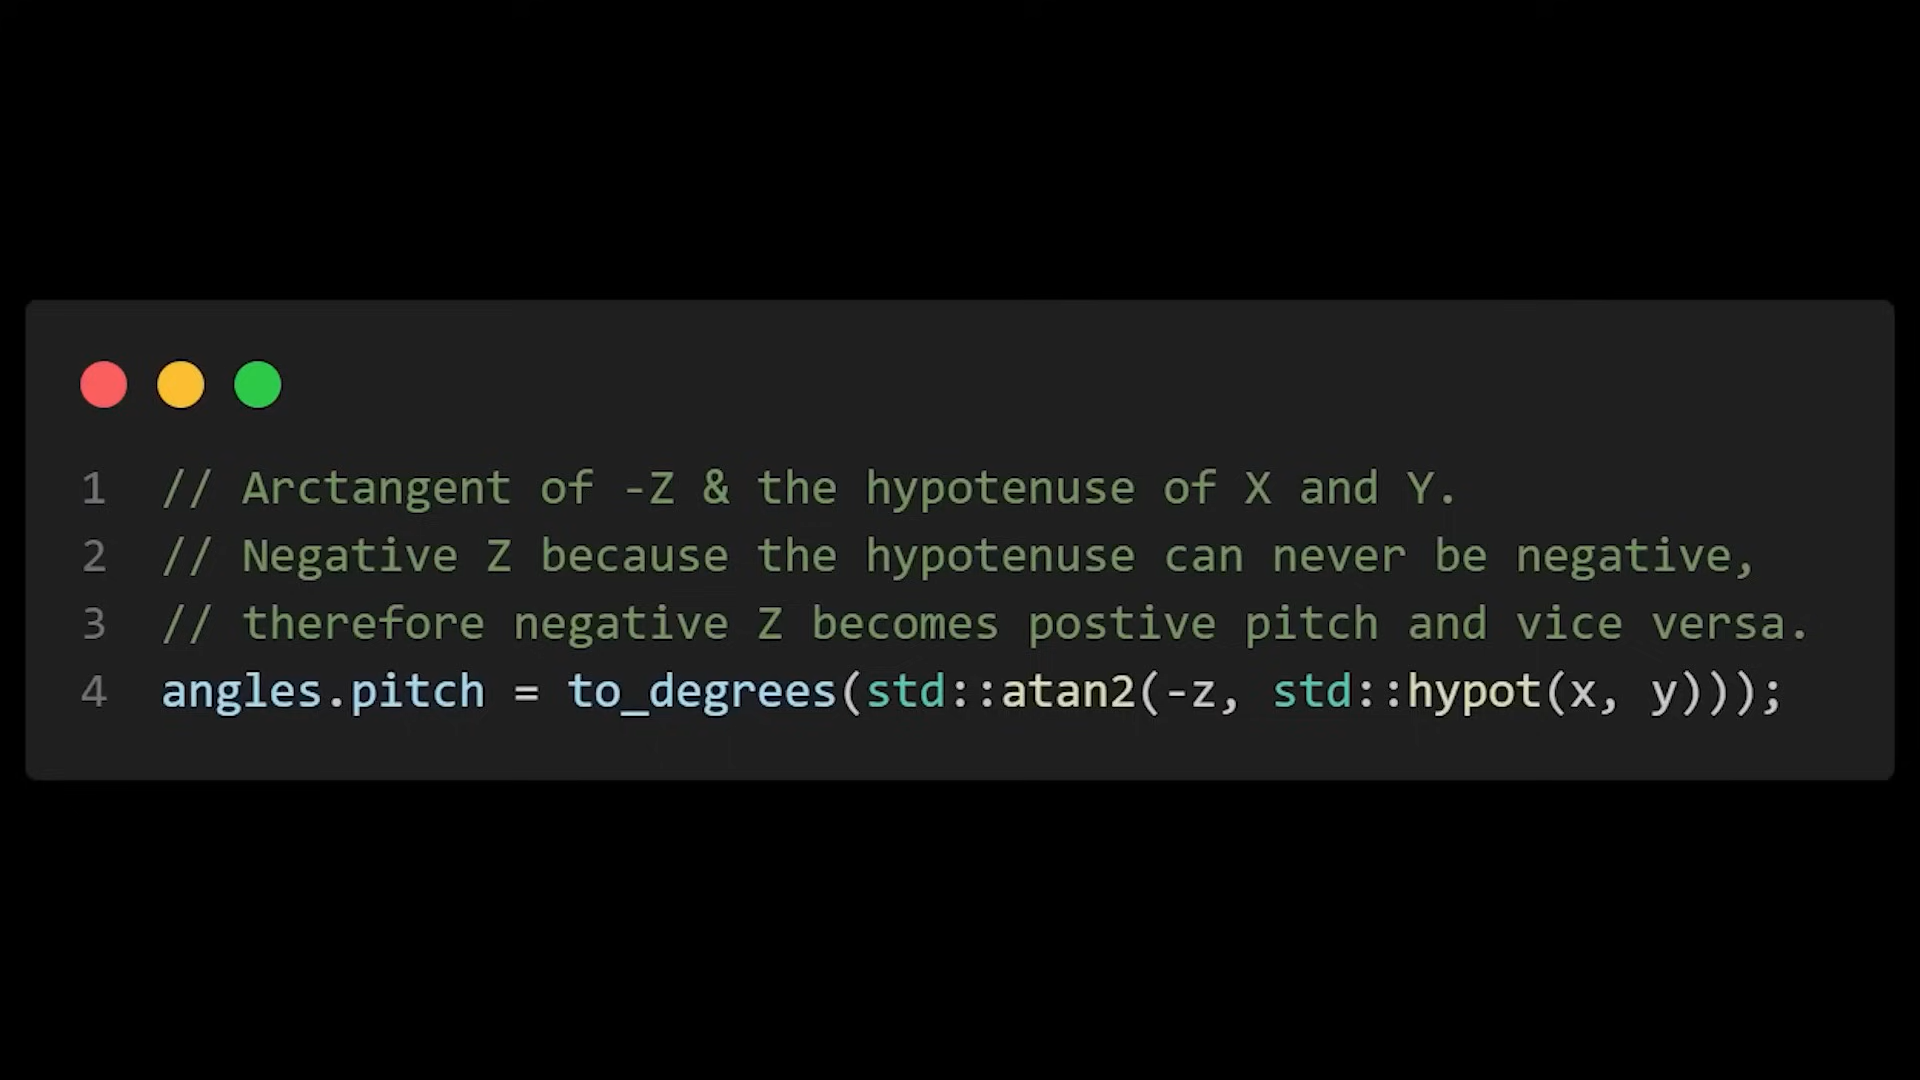 1 // Arctangent of -Z & the hypotenuse of X and Y.
2 // Negative Z because the hypotenuse can never be negative,
3 // therefore negative Z becomes postive pitch and vice versa.
4 angles.pitch = to_degrees(std::atan2(-z, std::hypot(x, y)));